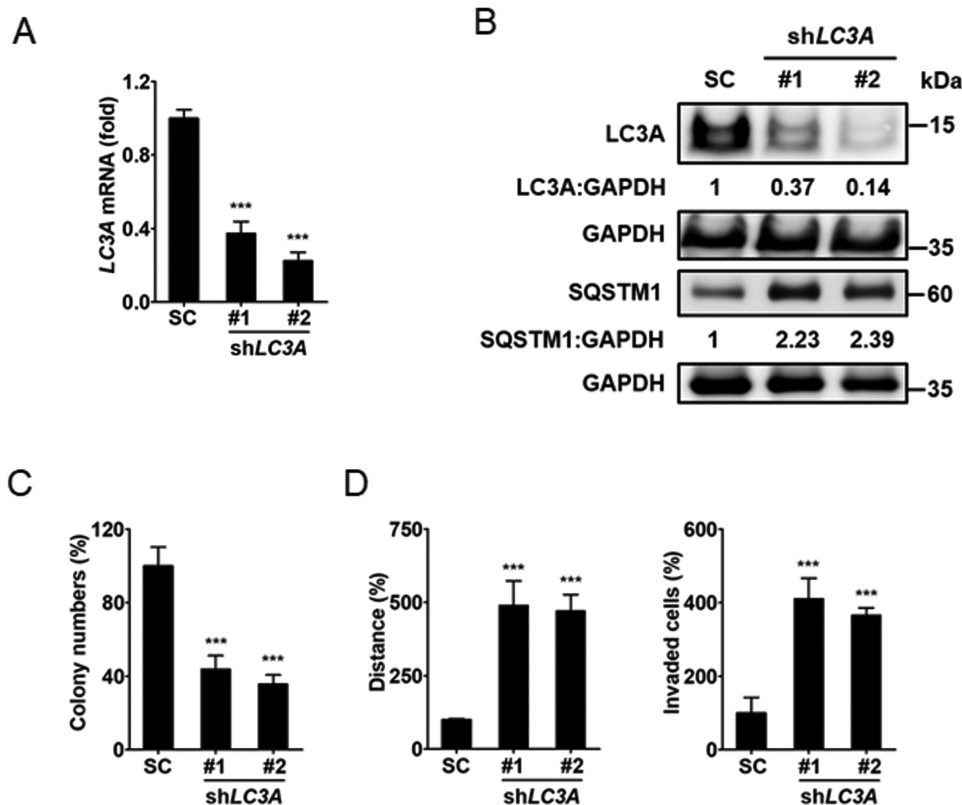 A
LC3A mRNA (fold)
1.2
0.8
0.4
0.0
***
***
SC #1 #2
shLC3A
B
shLC3A
SC #1 #2 kDa
LC3A 15
LC3A:GAPDH 1 0.37 0.14
GAPDH 35
SQSTM1 60
SQSTM1:GAPDH 1 2.23 2.39
GAPDH 35
C
Colony numbers (%)
120
80
40
0
***
***
SC #1 #2
shLC3A
D
Distance (%)
750
500
250
0
***
***
SC #1 #2
shLC3A
Invaded cells (%)
600
400
200
0
***
***
SC #1 #2
shLC3A